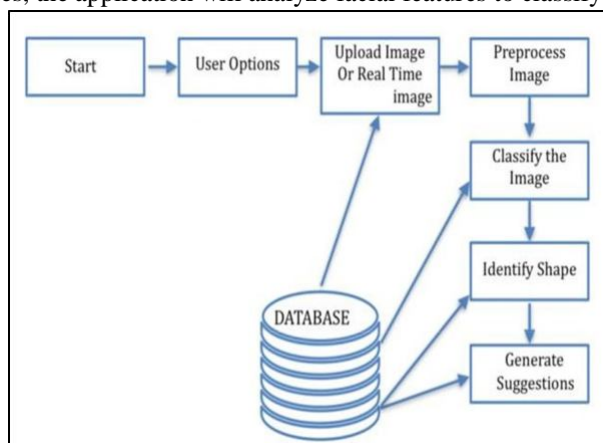 es, the application will analyze facial features to classify
Start
User Options
Upload Image
Or Real Time
image
Preprocess
Image
Classify the
Image
Identify Shape
Generate
Suggestions
DATABASE